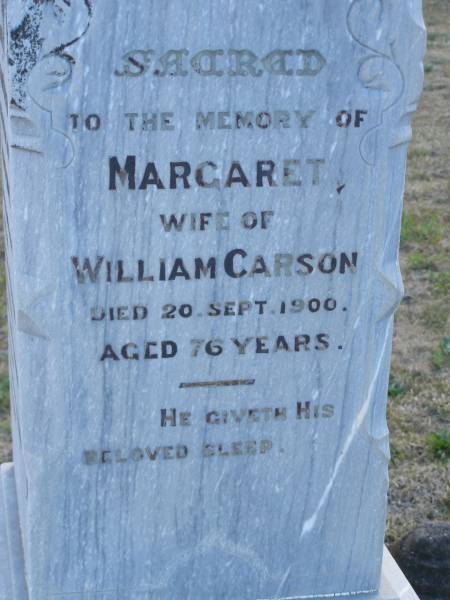 SACRED
TO THE MEMORY OF
MARGARET,
WIFE OF
WILLIAM CARSON
DIED 20. SEPT. 1900.
AGED 76 YEARS.
HE GIVETH HIS
BELOVED SLEEP.